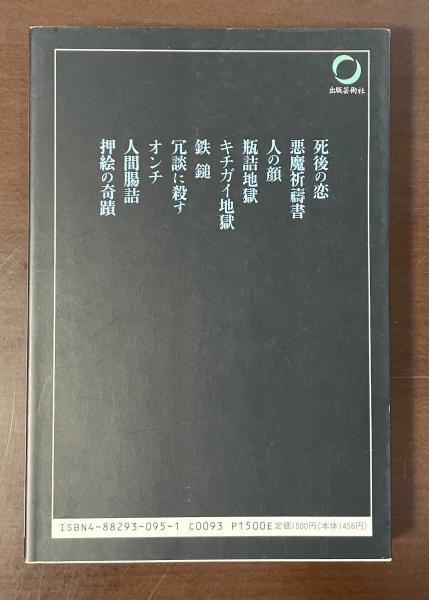 出版芸術社
死後の恋
悪魔祈禱書
人の顔
瓶詰地獄
キチガイ地獄
鉄鎚
冗談に殺す
オンチ
人間腸詰
押絵の奇蹟
ISBN4-88293-095-1 C0093 P1500E 定価1500円(本体1456円)